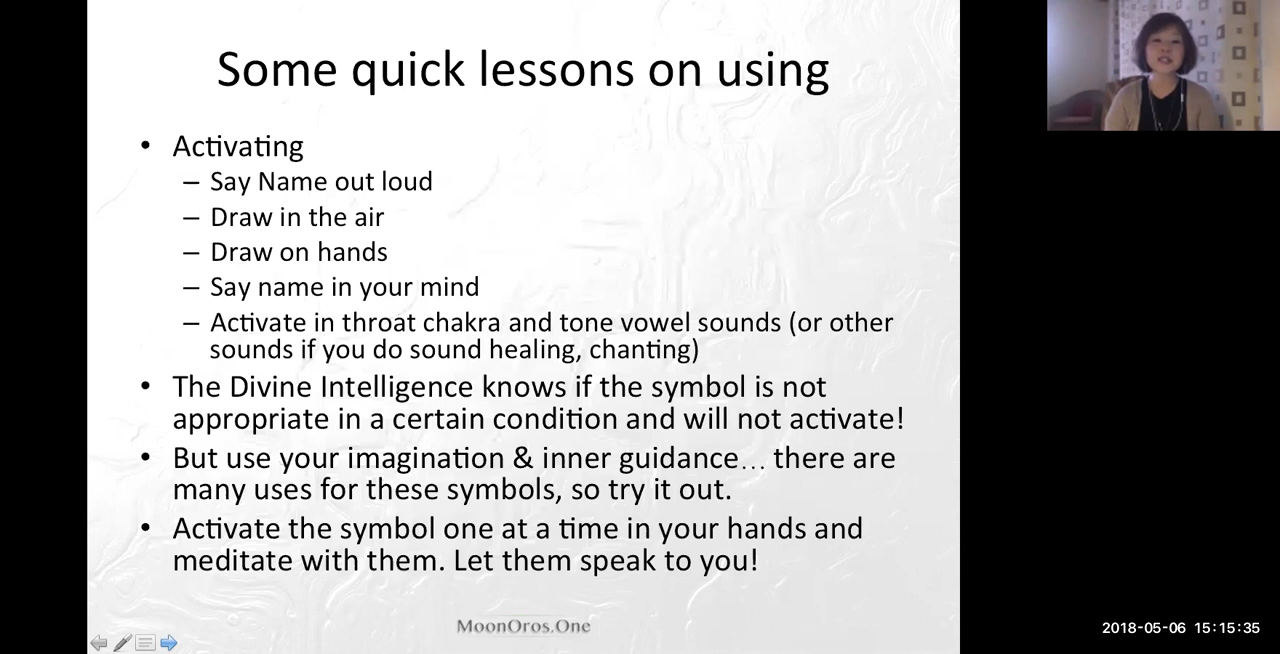 Some quick lessons on using
• Activating
– Say Name out loud
– Draw in the air
– Draw on hands
– Say name in your mind
– Activate in throat chakra and tone vowel sounds (or other
sounds if you do sound healing, chanting)
• The Divine Intelligence knows if the symbol is not
appropriate in a certain condition and will not activate!
• But use your imagination & inner guidance… there are
many uses for these symbols, so try it out.
• Activate the symbol one at a time in your hands and
meditate with them. Let them speak to you!
MoonOros.One
2018-05-06 15:15:35